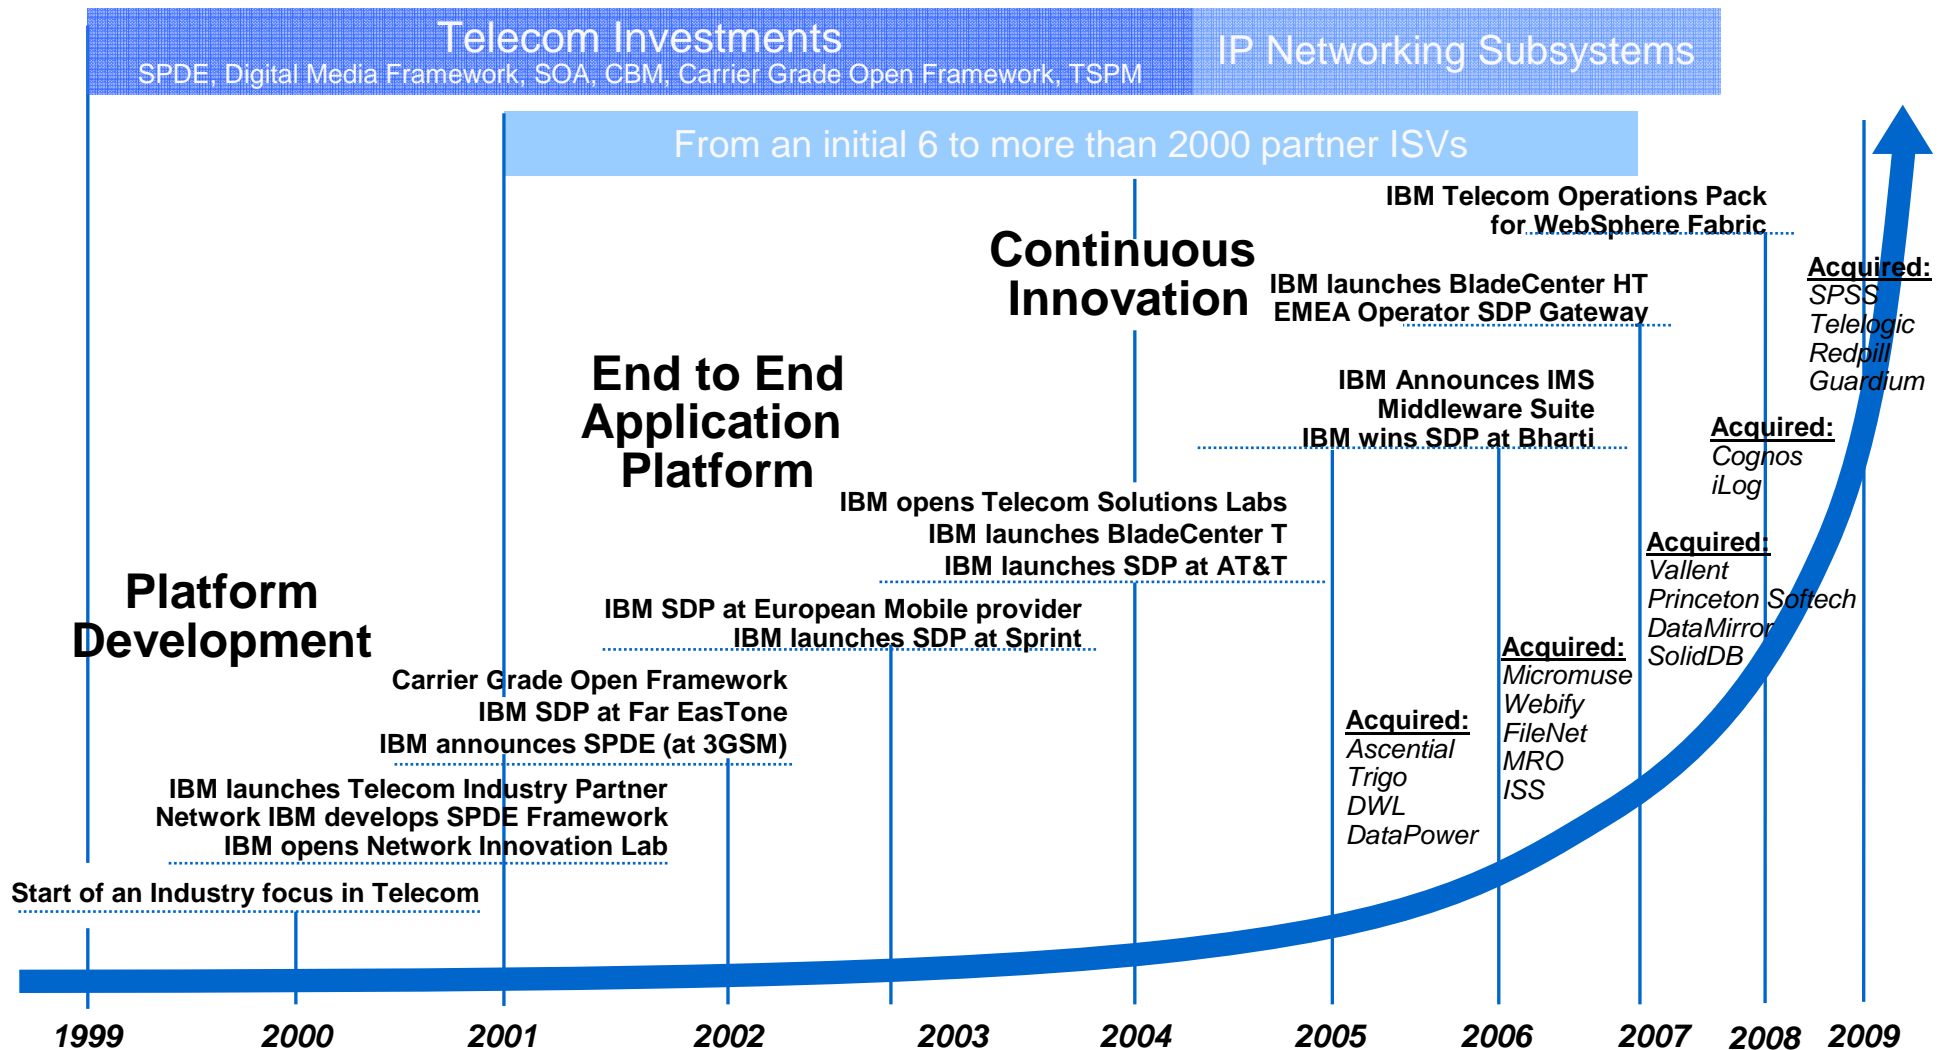 Telecom Investments
SPDE, Digital Media Framework, SOA, CBM, Carrier Grade Open Framework, TSPM
IP Networking Subsystems
From an initial 6 to more than 2000 partner ISVs
IBM Telecom Operations Pack
for WebSphere Fabric
Continuous
Innovation
IBM launches BladeCenter HT
EMEA Operator SDP Gateway
Acquired:
SPSS
Telelogic
Redpill
Guardium
End to End
Application
Platform
IBM Announces IMS
Middleware Suite
IBM wins SDP at Bharti
Acquired:
Cognos
iLog
IBM opens Telecom Solutions Labs
IBM launches BladeCenter T
IBM launches SDP at AT&T
Acquired:
Vallent
Princeton Softech
DataMirror
SolidDB
Platform
Development
IBM SDP at European Mobile provider
IBM launches SDP at Sprint
Acquired:
Micromuse
Webify
FileNet
MRO
ISS
Carrier Grade Open Framework
IBM SDP at Far EasTone
IBM announces SPDE (at 3GSM)
Acquired:
Ascential
Trigo
DWL
DataPower
IBM launches Telecom Industry Partner
Network IBM develops SPDE Framework
IBM opens Network Innovation Lab
Start of an Industry focus in Telecom
1999
2000
2001
2002
2003
2004
2005
2006
2007
2008
2009